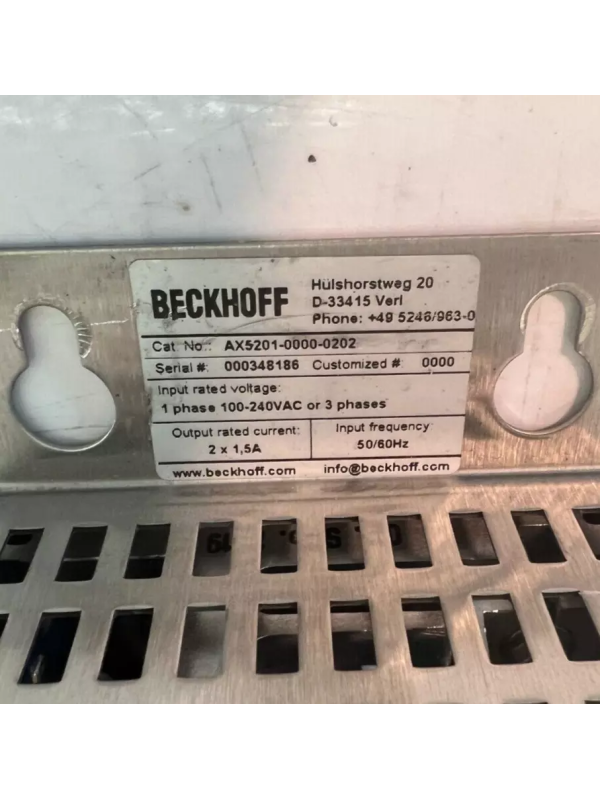 BECKHOFF
Hülshorstweg 20
D-33415 Verl
Phone: +49 5246/963-0
Cat. No.: AX5201-0000-0202
Serial #: 000348186 Customized #: 0000
Input rated voltage:
1 phase 100-240VAC or 3 phases
Output rated current:
2 x 1,5A
Input frequency
50/60Hz
www.beckhoff.com info@beckhoff.com